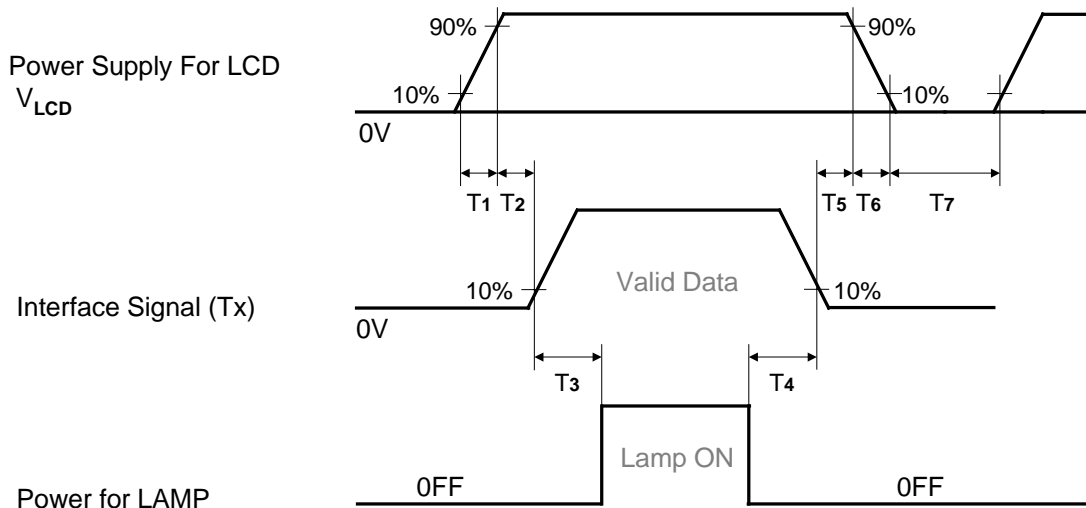 90% 90%
Power Supply For LCD
VLCD
10% 10%
0V
T1 T2 T5 T6 T7
Valid Data
10% 10%
Interface Signal (Tx)
0V
T3 T4
Lamp ON
0FF 0FF
Power for LAMP